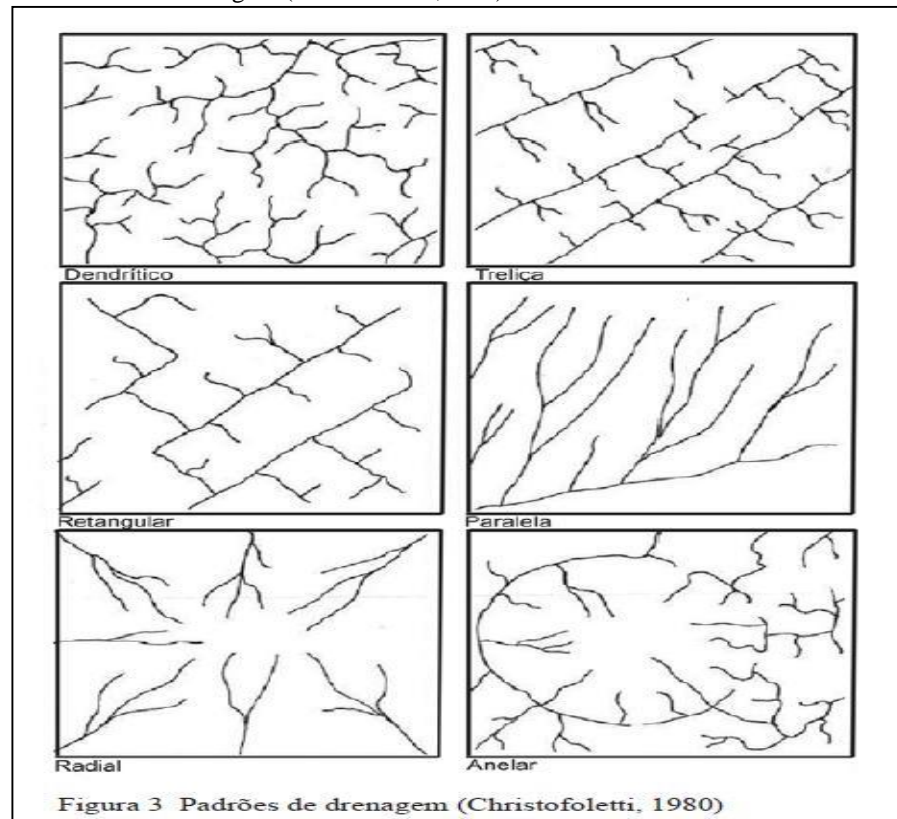 Dendrítico
Treliça
Retangular
Paralela
Radial
Anelar
Figura 3 Padrões de drenagem (Christofoletti, 1980)